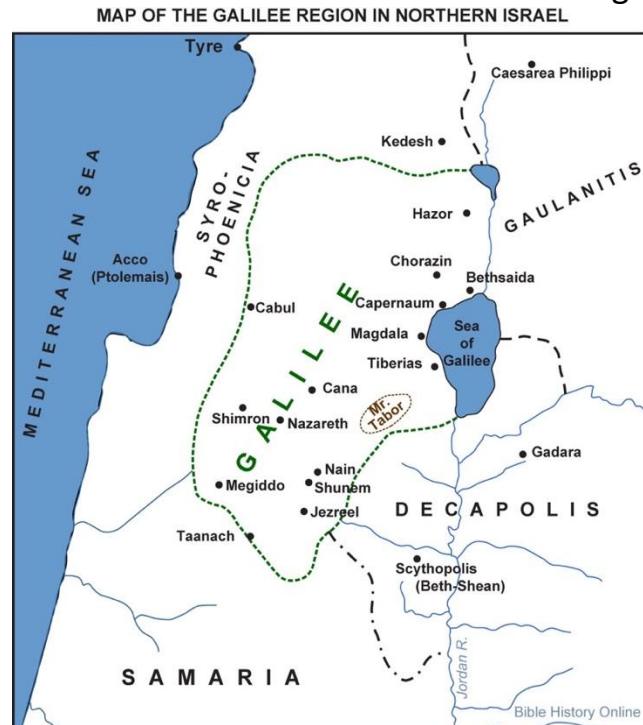 MAP OF THE GALILEE REGION IN NORTHERN ISRAEL
Tyre
Caesarea Philippi
Kedesh
SYRO-
PHOENICIA
GAULANITIS
Hazor
MEDITERRANEAN SEA
Acco
(Ptolemais)
Chorazin
Bethsaida
Cabul
Capernaum
GALILEE
Magdala
Sea
of
Galilee
Tiberias
Cana
Mr.
Tabor
Shimron
Nazareth
Gadara
Nain
Megiddo
Shunem
DECAPOLIS
Jezreel
Taanach
Scythopolis
(Beth-Shean)
SAMARIA
Jordan R.
Bible History Online